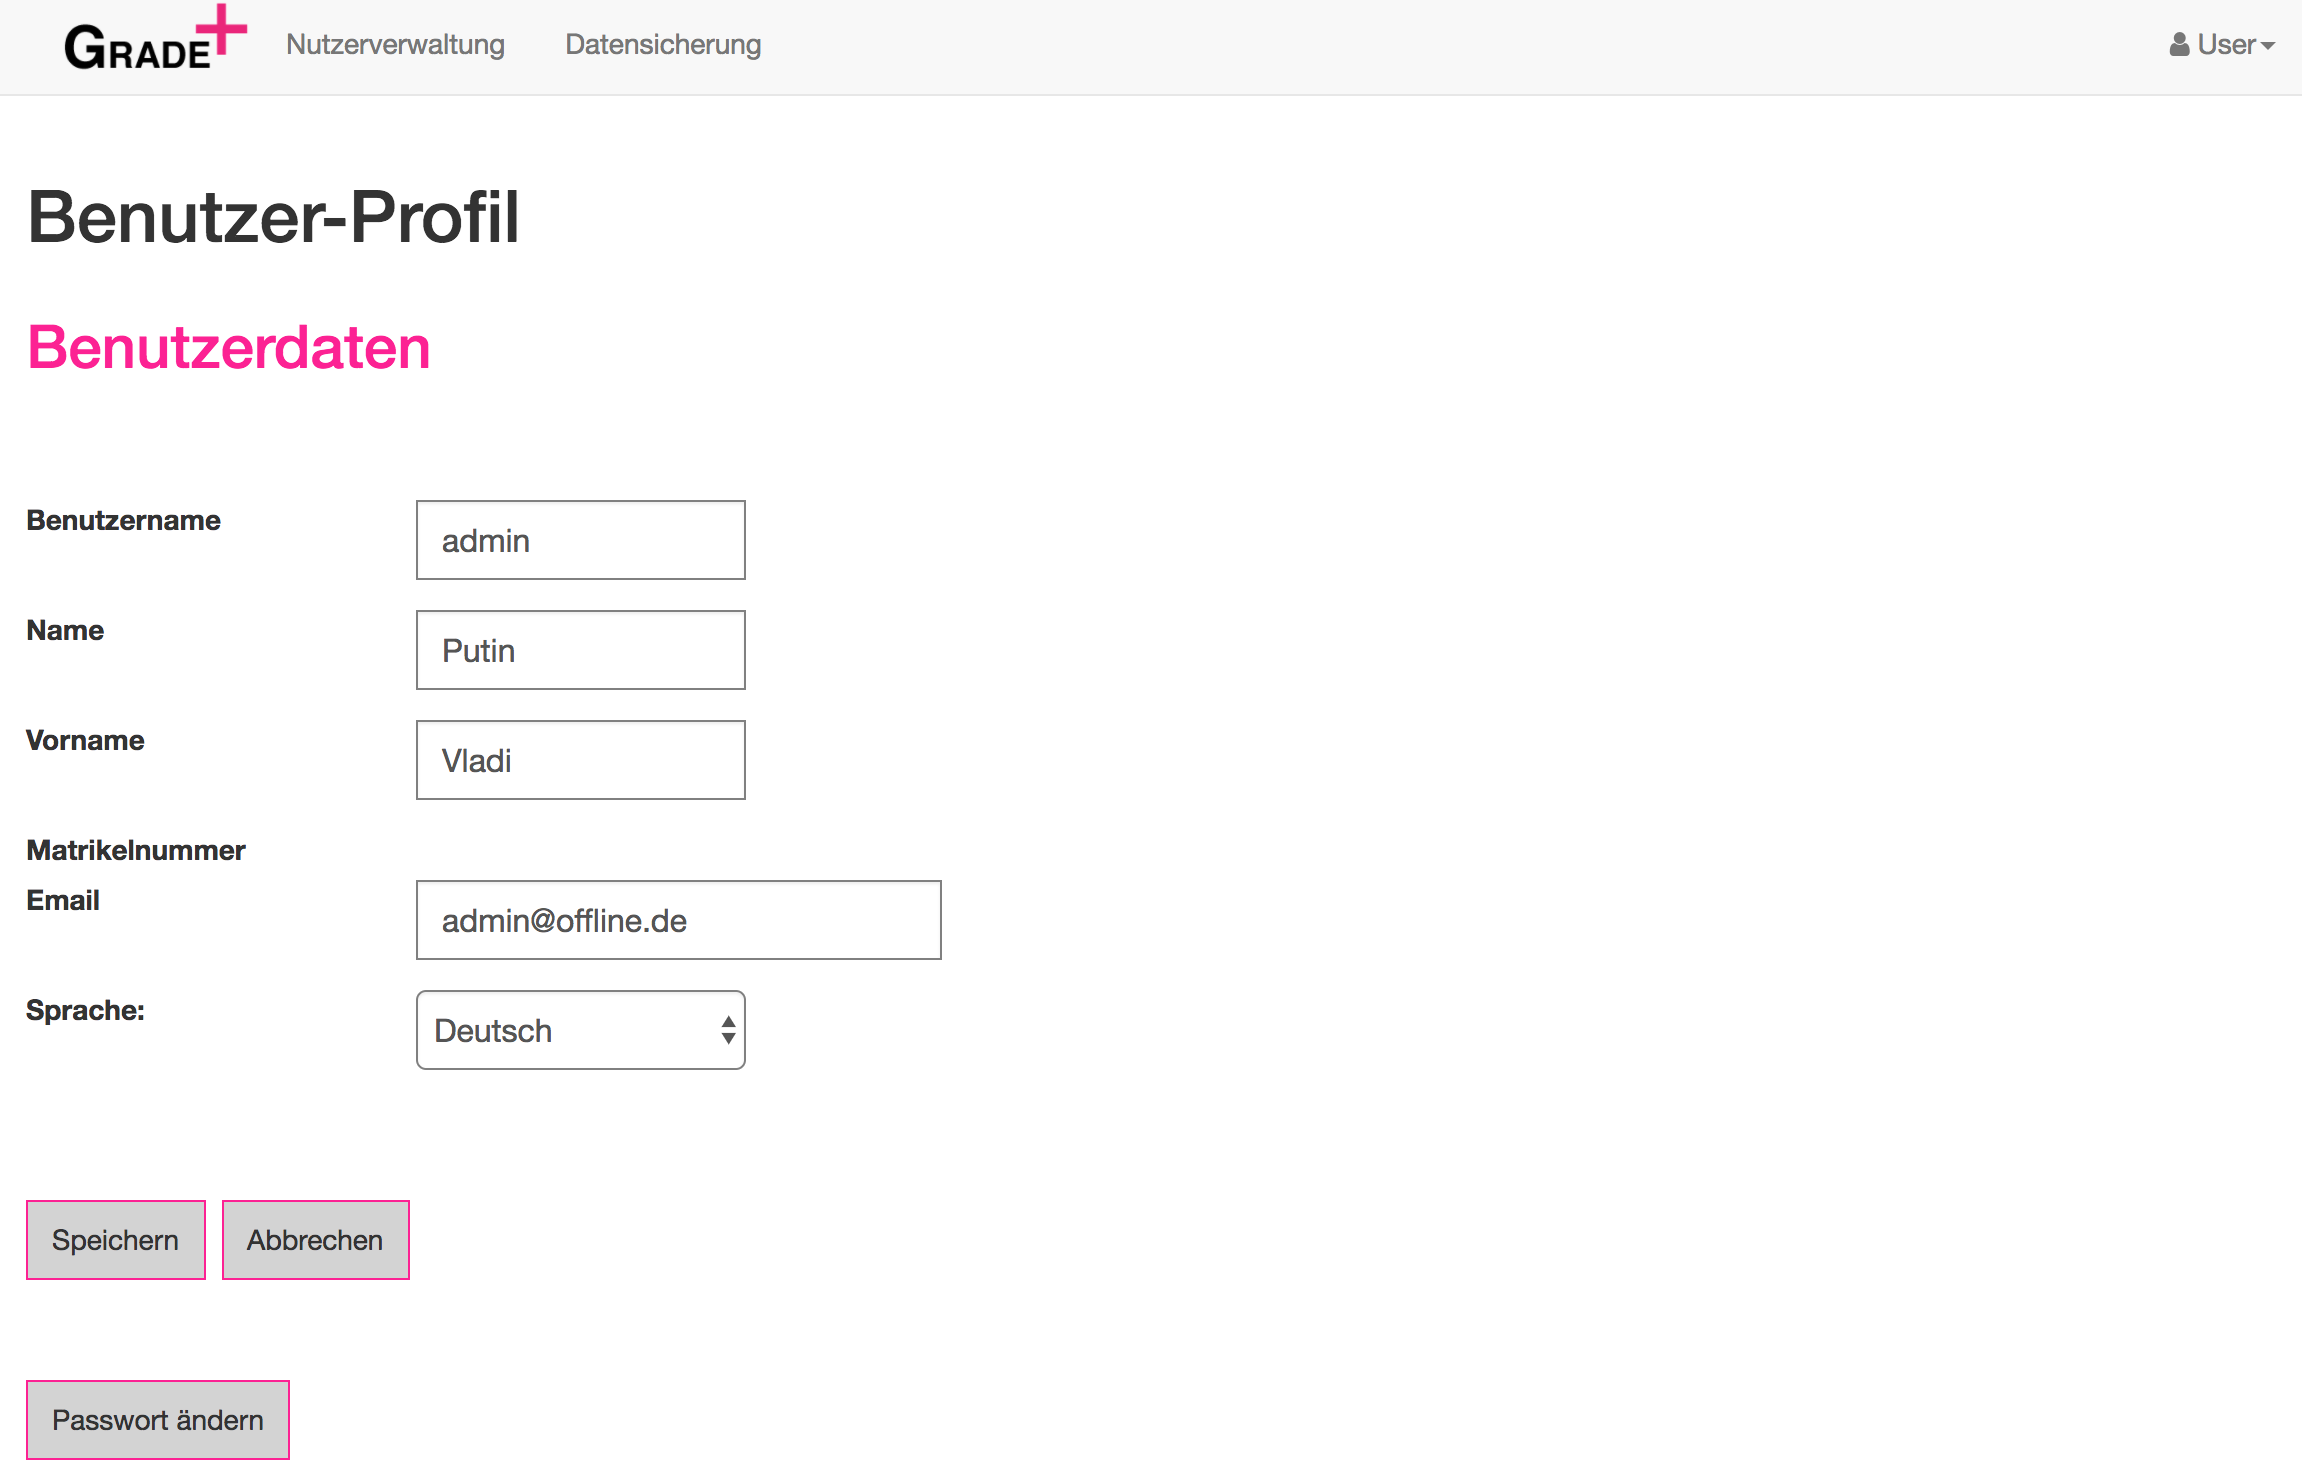 GRADE+ Nutzerverwaltung Datensicherung User
Benutzer-Profil
Benutzerdaten
Benutzername admin
Name Putin
Vorname Vladi
Matrikelnummer
Email admin@offline.de
Sprache: Deutsch
Speichern Abbrechen
Passwort ändern